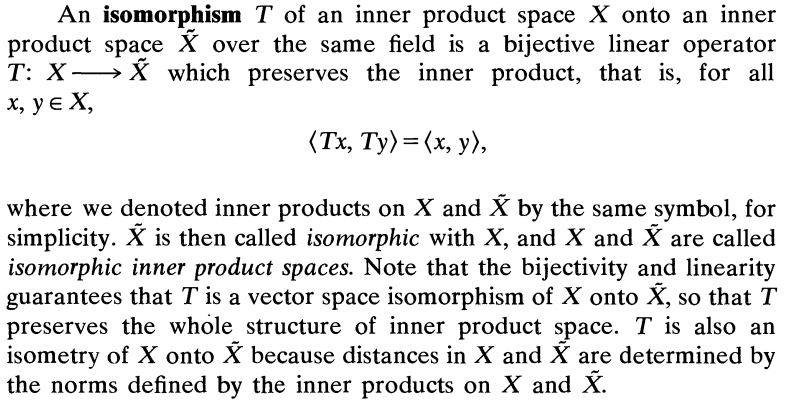 An isomorphism T of an inner product space X onto an inner
product space X̃ over the same field is a bijective linear operator
T: X ⟶ X̃ which preserves the inner product, that is, for all
x, y ∈ X,
⟨Tx, Ty⟩ = ⟨x, y⟩,
where we denoted inner products on X and X̃ by the same symbol, for
simplicity. X̃ is then called isomorphic with X, and X and X̃ are called
isomorphic inner product spaces. Note that the bijectivity and linearity
guarantees that T is a vector space isomorphism of X onto X̃, so that T
preserves the whole structure of inner product space. T is also an
isometry of X onto X̃ because distances in X and X̃ are determined by
the norms defined by the inner products on X and X̃.